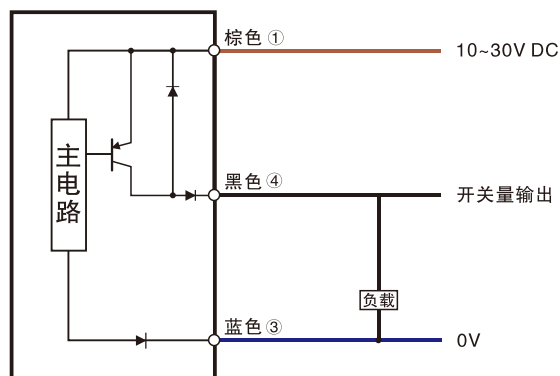 棕色 ①
10~30V DC
主电路
黑色 ④
开关量输出
负载
蓝色 ③
0V